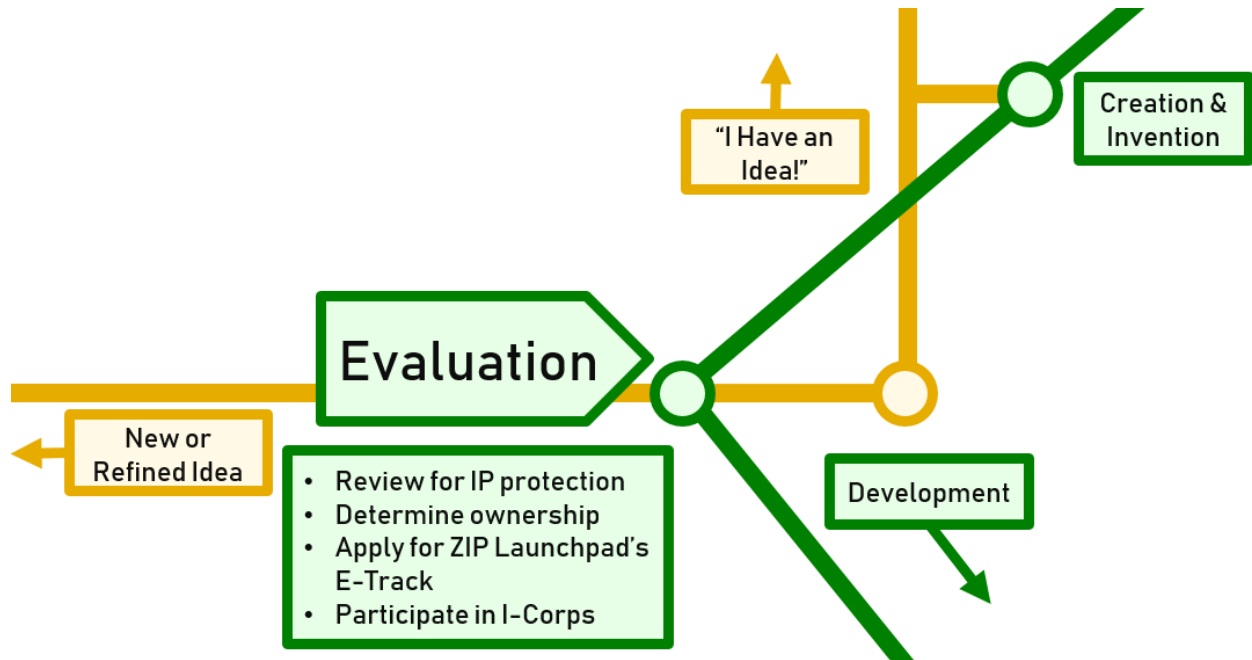 Creation &
Invention
“I Have an
Idea!”
Evaluation
New or
Refined Idea
• Review for IP protection
• Determine ownership
• Apply for ZIP Launchpad’s
E-Track
• Participate in I-Corps
Development